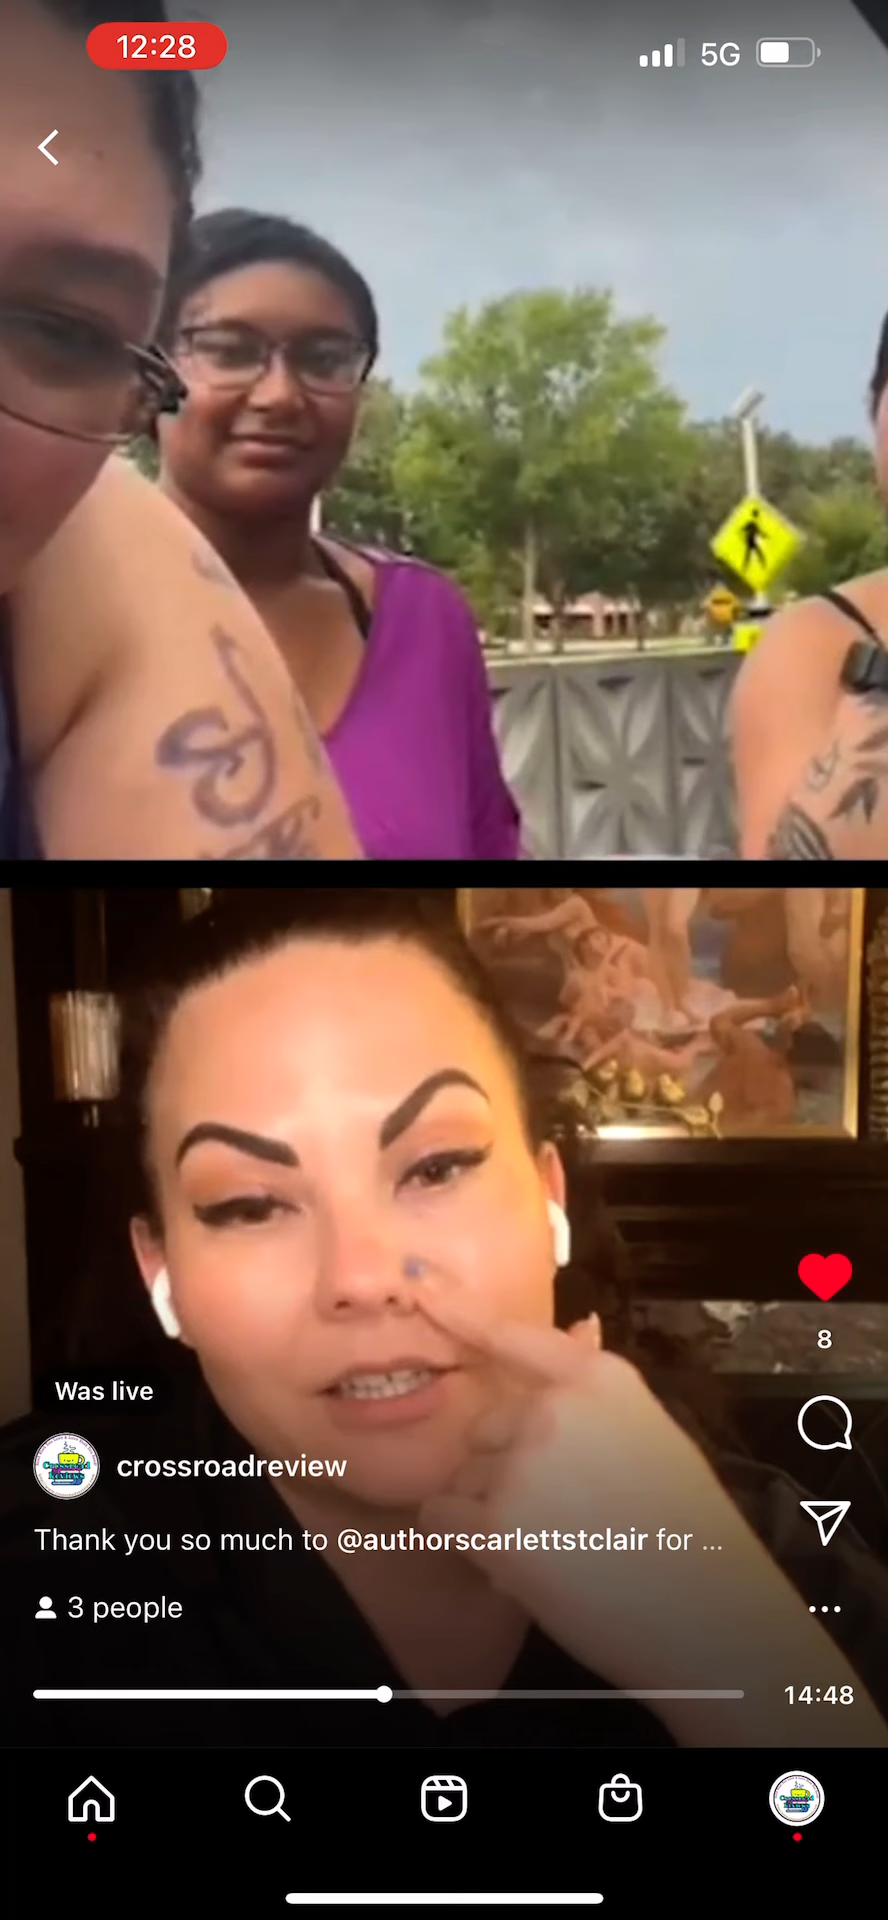 12:28
5G
8
Was live
crossroadreview
Thank you so much to @authorscarlettstclair for ...
3 people
14:48